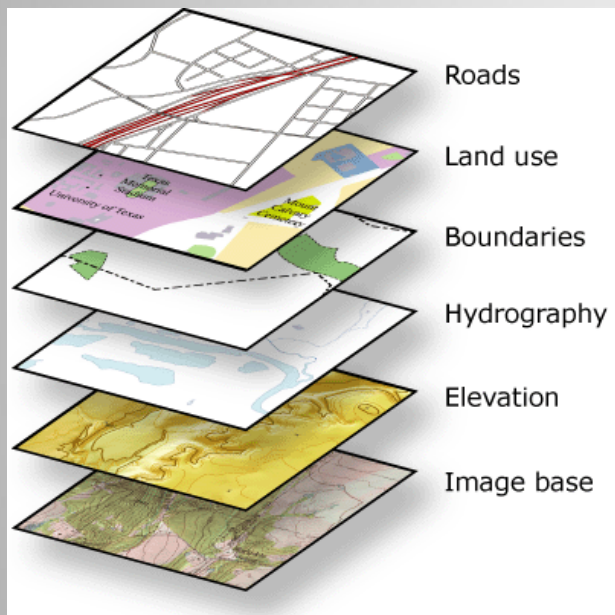 Roads
Land use
Texas
Memorial
Stadium
University of Texas
Mount
Calvary
Cemetery
Boundaries
Hydrography
Elevation
Image base